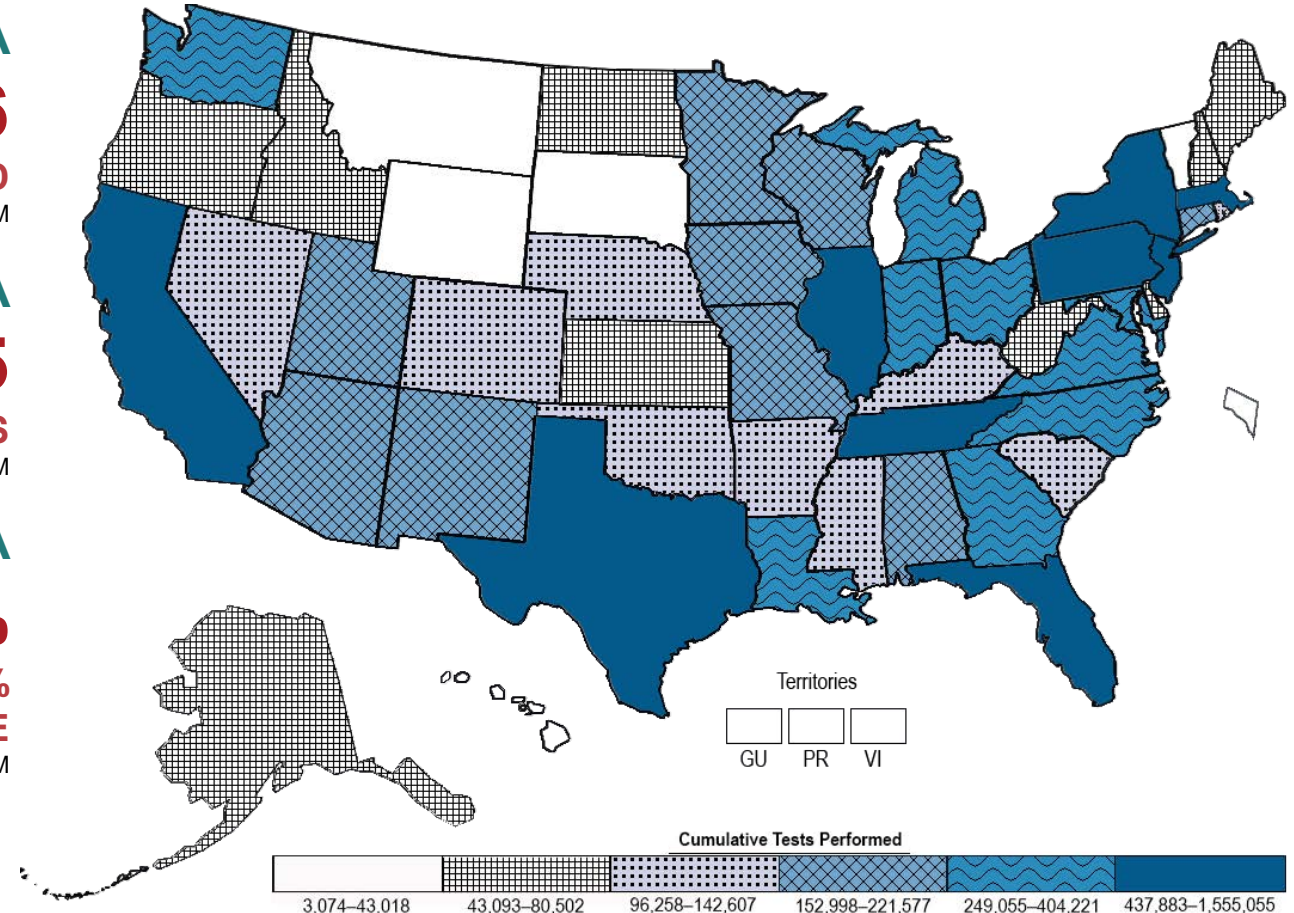 A
M
A
5
S
M
A
%
E
M
Territories
GU PR VI
Cumulative Tests Performed
3,074–43,018 43,093–80,502 96,258–142,607 152,998–221,577 249,055–404,221 437,883–1,555,055